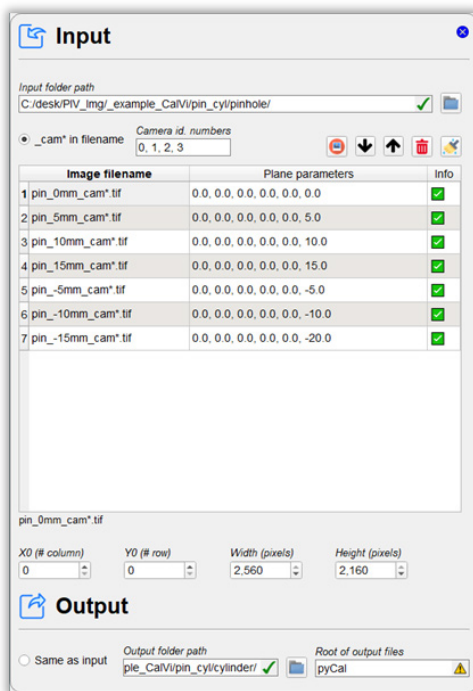 Input
Input folder path
C:/desk/PIV_Img/_example_CalVi/pin_cyl/pinhole/
_cam* in filename
Camera id. numbers
0, 1, 2, 3
Image filename Plane parameters Info
1 pin_0mm_cam*.tif 0.0, 0.0, 0.0, 0.0, 0.0, 0.0
2 pin_5mm_cam*.tif 0.0, 0.0, 0.0, 0.0, 0.0, 5.0
3 pin_10mm_cam*.tif 0.0, 0.0, 0.0, 0.0, 0.0, 10.0
4 pin_15mm_cam*.tif 0.0, 0.0, 0.0, 0.0, 0.0, 15.0
5 pin_-5mm_cam*.tif 0.0, 0.0, 0.0, 0.0, 0.0, -5.0
6 pin_-10mm_cam*.tif 0.0, 0.0, 0.0, 0.0, 0.0, -10.0
7 pin_-15mm_cam*.tif 0.0, 0.0, 0.0, 0.0, 0.0, -20.0
pin_0mm_cam*.tif
X0 (# column) Y0 (# row) Width (pixels) Height (pixels)
0 0 2,560 2,160
Output
Same as input
Output folder path Root of output files
ple_CalVi/pin_cyl/cylinder/ pyCal